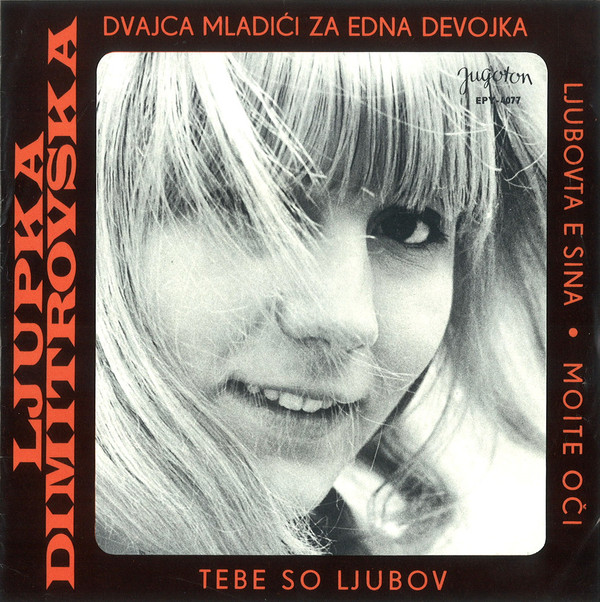 DVAJCA MLADIĆI ZA EDNA DEVOJKA
LJUPKA
DIMITROVSKA
Jugoton
EPY-4077
LJUBOVTA E SINA • MOITE OČI
TEBE SO LJUBOV